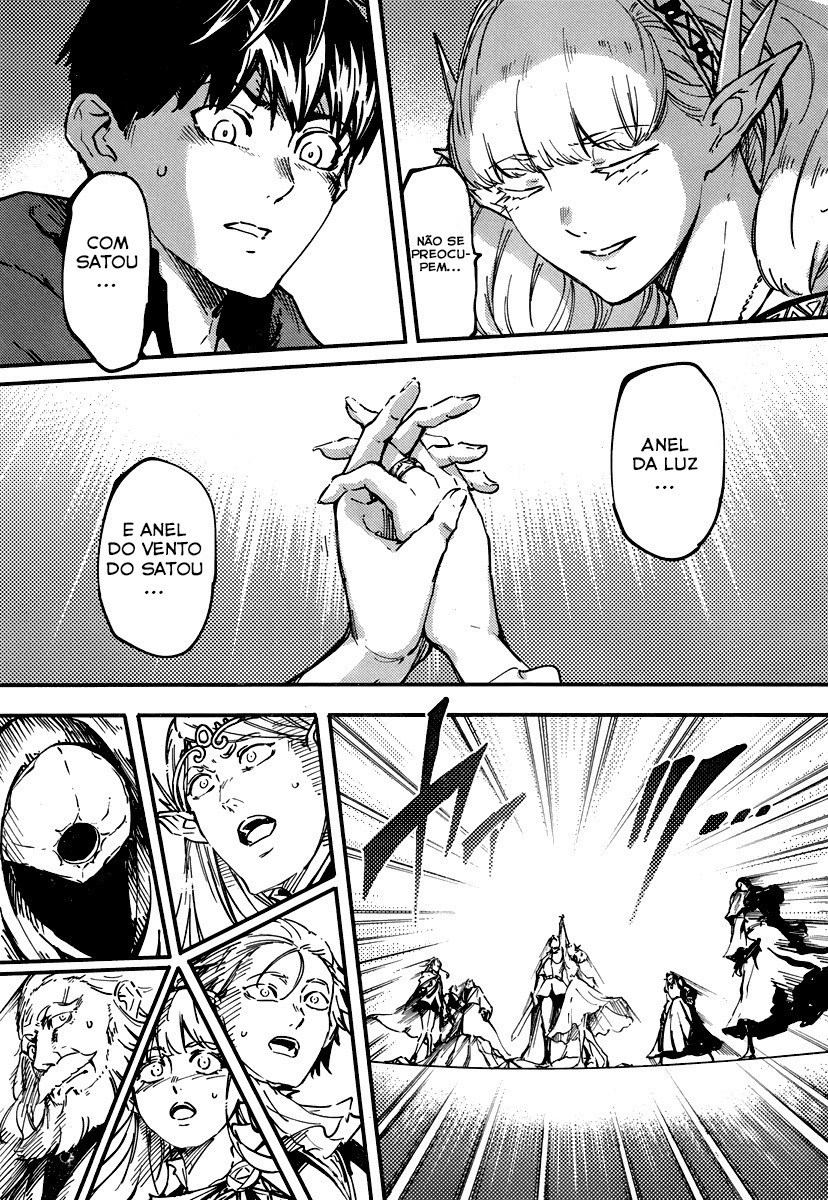 NÃO SE
PREOCU-
PEM...
COM
SATOU
...
ANEL
DA LUZ
...
E ANEL
DO VENTO
DO SATOU
...